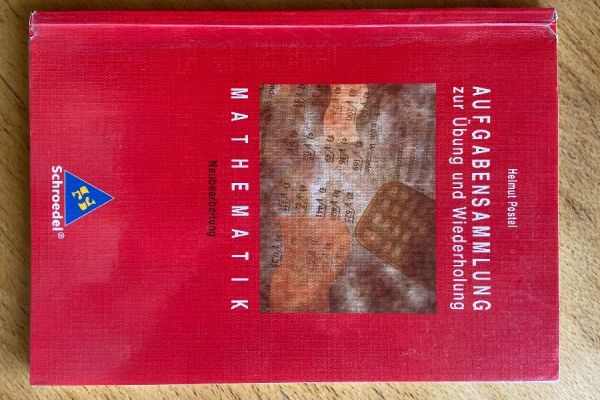 Helmut Postel
AUFGABENSAMMLUNG
zur Übung und Wiederholung
MATHEMATIK
Neubearbeitung
Schroedel®